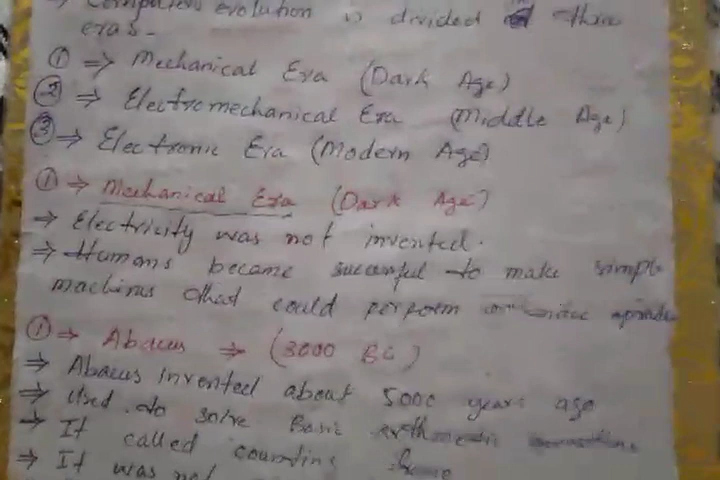 → Computers evolution is divided three
eras-
① ⇒ Mechanical Era (Dark Age)
② ⇒ Electromechanical Era (Middle Age)
③ → Electronic Era (Modern Age)
① → Mechanical Era (Dark Age)
→ Electricity was not invented.
⇒ Humans became successful to make simple
machines that could perform
① → Abacus → (3000 BC)
⇒ Abacus invented about 5000 years ago
⇒ Used to solve Basic
→ It called counting
→ It was not